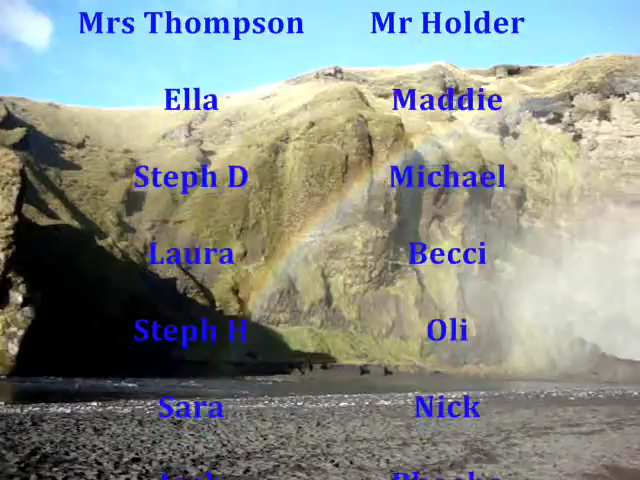 Mrs Thompson Mr Holder
Ella Maddie
Steph D Michael
Laura Becci
Steph H Oli
Sara Nick